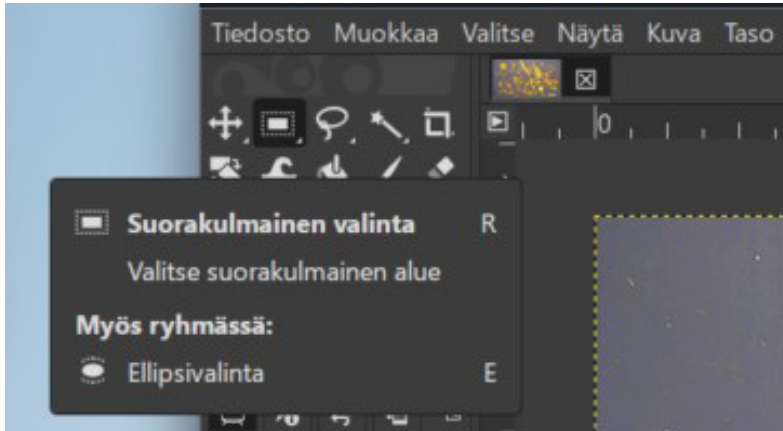 Tiedosto Muokkaa Valitse Näytä Kuva Taso
0
Suorakulmainen valinta R
Valitse suorakulmainen alue
Myös ryhmässä:
Ellipsivalinta E